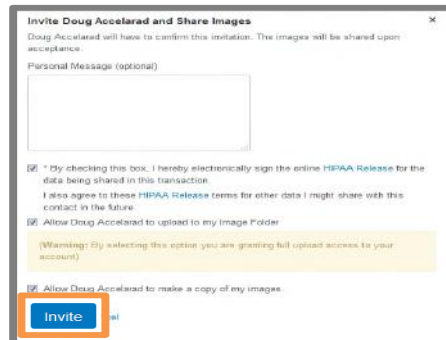 Invite Doug Accelarad and Share Images ×
Doug Accelarad will have to confirm this invitation. The images will be shared upon
acceptance.
Personal Message (optional)
* By checking this box, I hereby electronically sign the online HIPAA Release for the
data being shared in this transaction.
I also agree to these HIPAA Release terms for other data I might share with this
contact in the future.
Allow Doug Accelarad to upload to my Image Folder
(Warning: By selecting this option you are granting full upload access to your
account)
Allow Doug Accelarad to make a copy of my images.
Invite